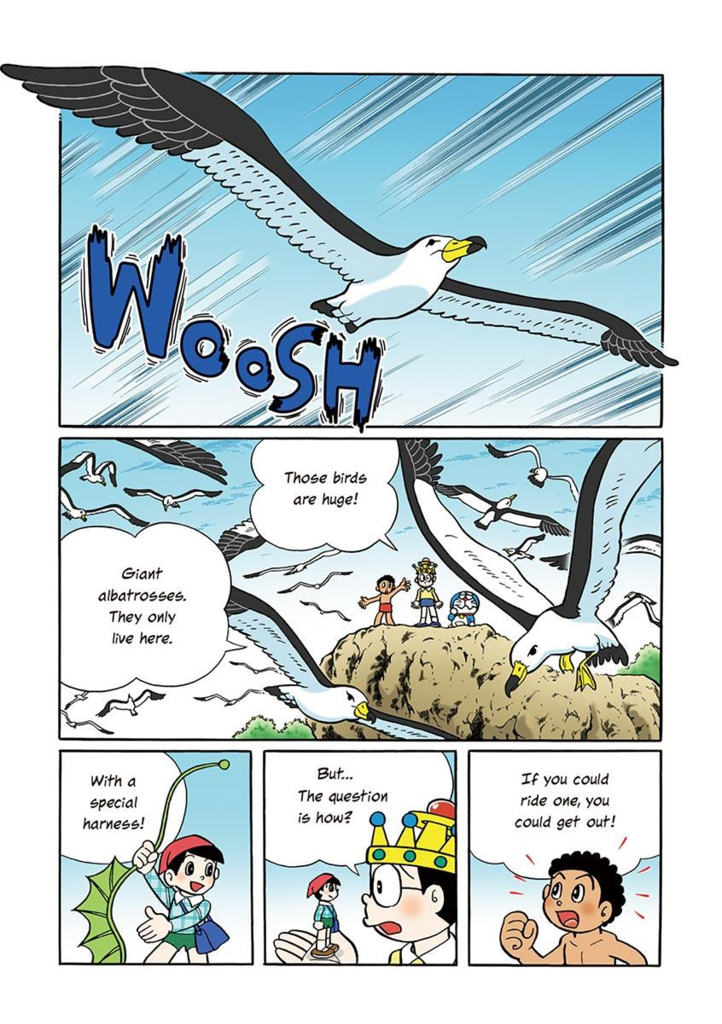 WOOSH
Those birds
are huge!
Giant
albatrosses.
They only
live here.
If you could
ride one, you
could get out!
But...
The question
is how?
With a
special
harness!